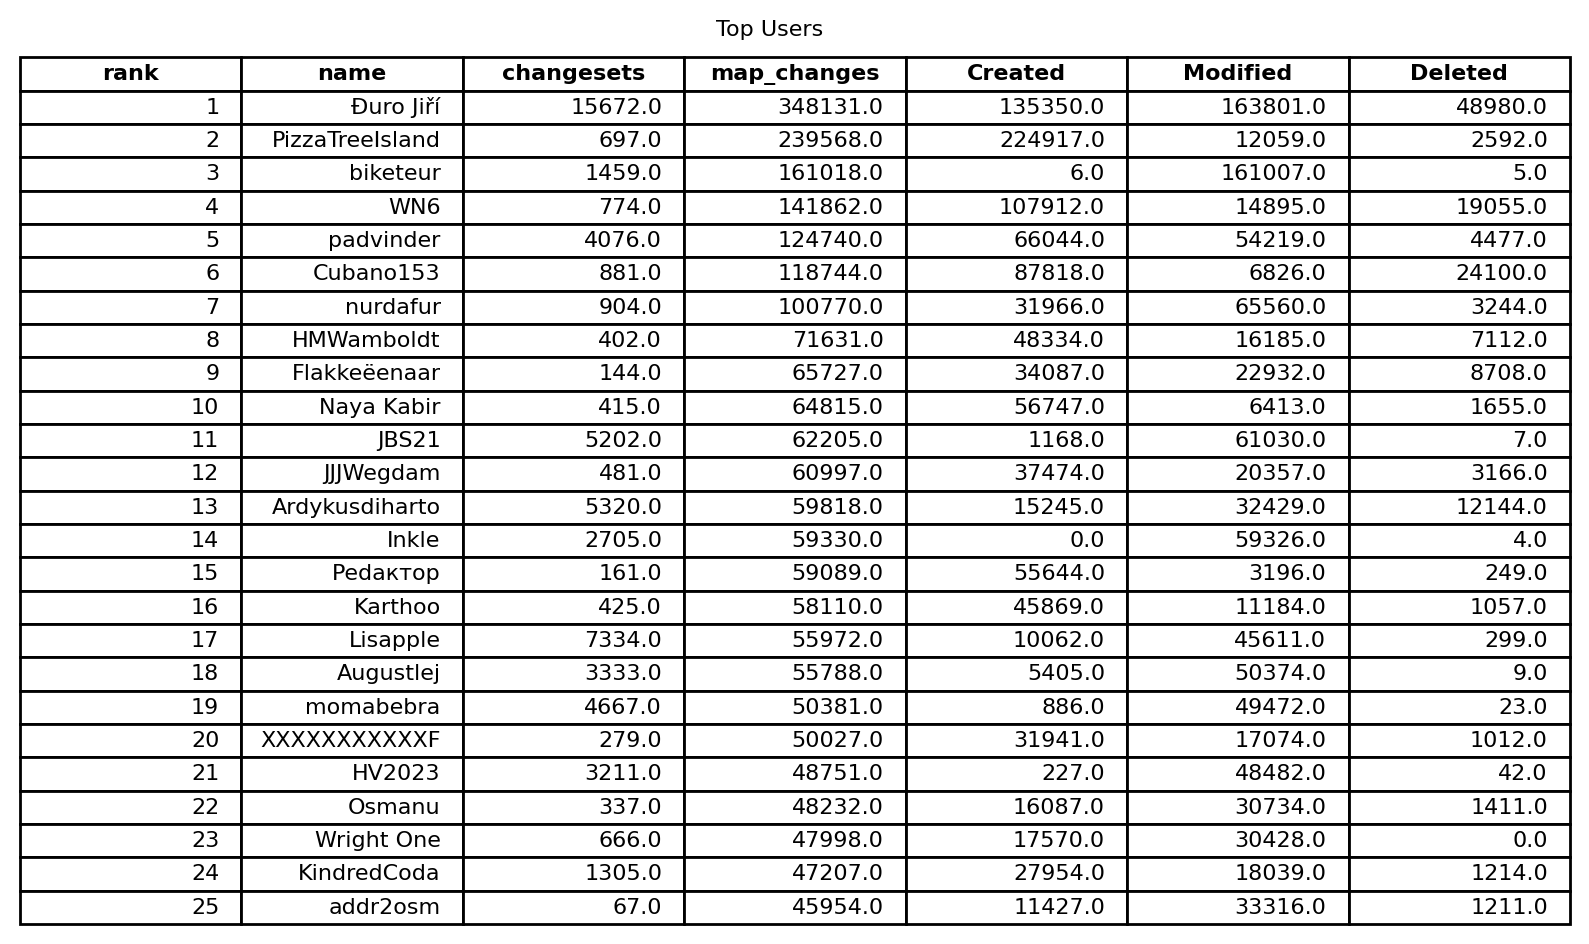 Top Users
rank name changesets map_changes Created Modified Deleted
1 Đuro Jiří 15672.0 348131.0 135350.0 163801.0 48980.0
2 PizzaTreeIsland 697.0 239568.0 224917.0 12059.0 2592.0
3 biketeur 1459.0 161018.0 6.0 161007.0 5.0
4 WN6 774.0 141862.0 107912.0 14895.0 19055.0
5 padvinder 4076.0 124740.0 66044.0 54219.0 4477.0
6 Cubano153 881.0 118744.0 87818.0 6826.0 24100.0
7 nurdafur 904.0 100770.0 31966.0 65560.0 3244.0
8 HMWamboldt 402.0 71631.0 48334.0 16185.0 7112.0
9 Flakkeëenaar 144.0 65727.0 34087.0 22932.0 8708.0
10 Naya Kabir 415.0 64815.0 56747.0 6413.0 1655.0
11 JBS21 5202.0 62205.0 1168.0 61030.0 7.0
12 JJJWegdam 481.0 60997.0 37474.0 20357.0 3166.0
13 Ardykusdiharto 5320.0 59818.0 15245.0 32429.0 12144.0
14 Inkle 2705.0 59330.0 0.0 59326.0 4.0
15 Pedaктор 161.0 59089.0 55644.0 3196.0 249.0
16 Karthoo 425.0 58110.0 45869.0 11184.0 1057.0
17 Lisapple 7334.0 55972.0 10062.0 45611.0 299.0
18 Augustlej 3333.0 55788.0 5405.0 50374.0 9.0
19 momabebra 4667.0 50381.0 886.0 49472.0 23.0
20 XXXXXXXXXXXF 279.0 50027.0 31941.0 17074.0 1012.0
21 HV2023 3211.0 48751.0 227.0 48482.0 42.0
22 Osmanu 337.0 48232.0 16087.0 30734.0 1411.0
23 Wright One 666.0 47998.0 17570.0 30428.0 0.0
24 KindredCoda 1305.0 47207.0 27954.0 18039.0 1214.0
25 addr2osm 67.0 45954.0 11427.0 33316.0 1211.0